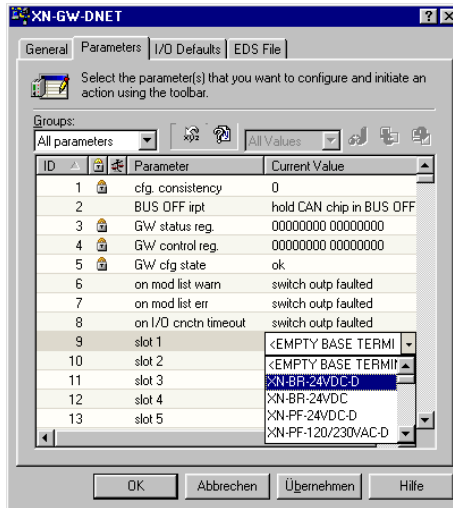 XN-GW-DNET
General Parameters I/O Defaults EDS File
Select the parameter(s) that you want to configure and initiate an
action using the toolbar.
Groups:
All parameters xyz All Values
ID Parameter Current Value
1 cfg. consistency 0
2 BUS OFF irpt hold CAN chip in BUS OFF
3 GW status reg. 00000000 00000000
4 GW control reg. 00000000 00000000
5 GW cfg state ok
6 on mod list warn switch outp faulted
7 on mod list err switch outp faulted
8 on I/O cnctn timeout switch outp faulted
9 slot 1 <EMPTY BASE TERMI
10 slot 2 <EMPTY BASE TERMIN
11 slot 3 XN-BR-24VDC-D
12 slot 4 XN-BR-24VDC
13 slot 5 XN-PF-24VDC-D
XN-PF-120/230VAC-D
OK Abbrechen Übernehmen Hilfe